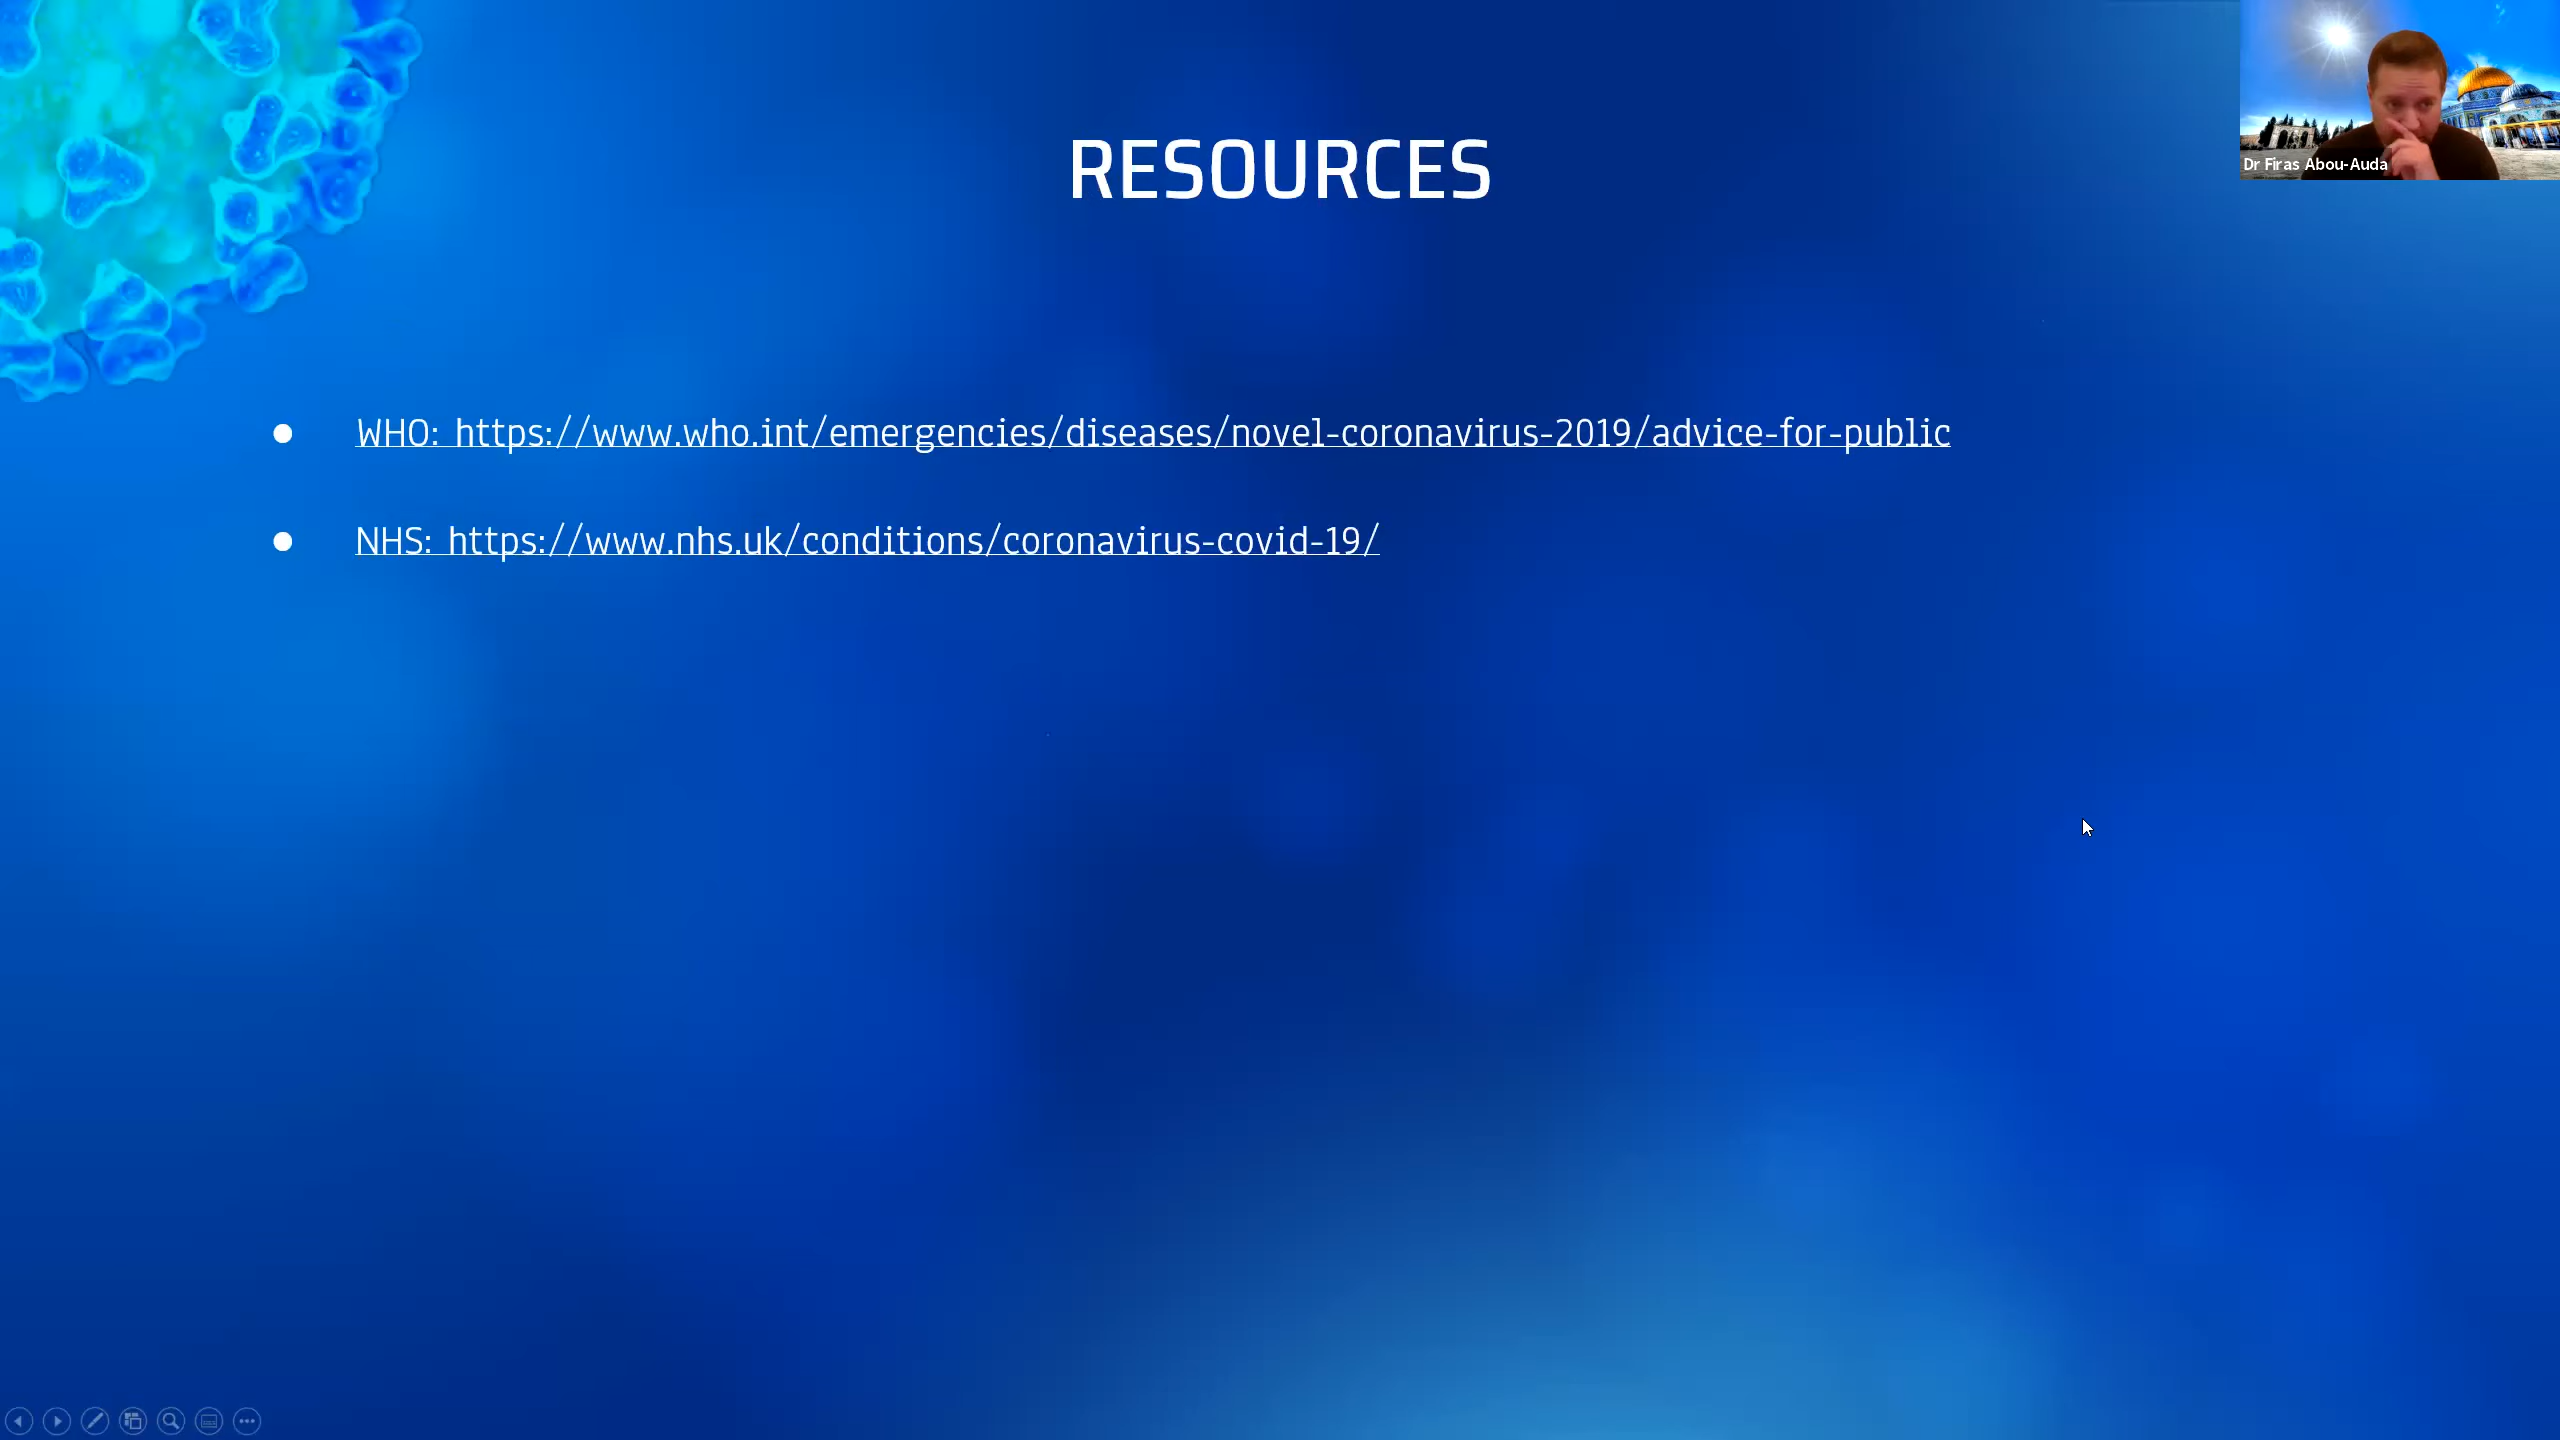 RESOURCES
Dr Firas Abou-Auda
● WHO: https://www.who.int/emergencies/diseases/novel-coronavirus-2019/advice-for-public
● NHS: https://www.nhs.uk/conditions/coronavirus-covid-19/